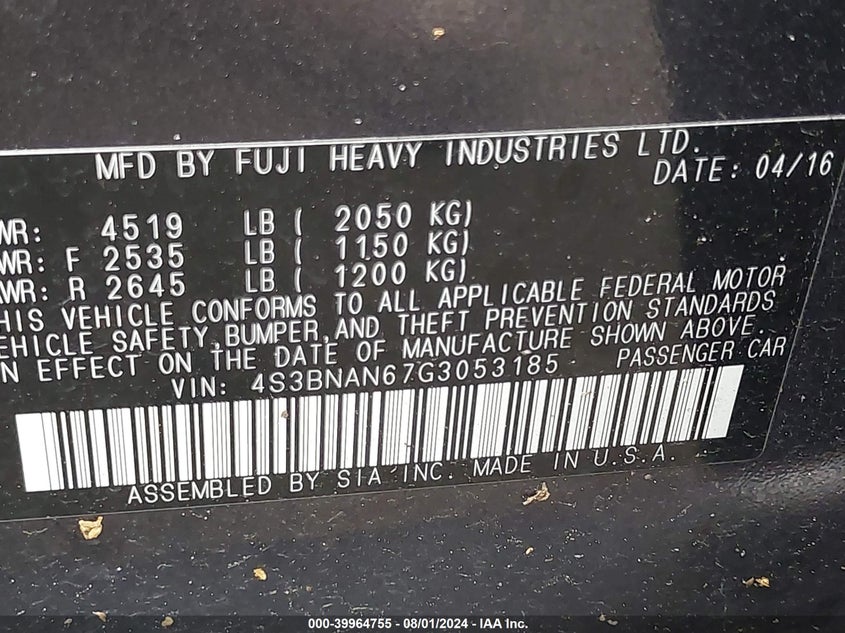 MFD BY FUJI HEAVY INDUSTRIES LTD.
DATE: 04/16
WR: 4519 LB ( 2050 KG)
WR: F 2535 LB ( 1150 KG)
WR: R 2645 LB ( 1200 KG)
HIS VEHICLE CONFORMS TO ALL APPLICABLE FEDERAL MOTOR
EHICLE SAFETY, BUMPER, AND THEFT PREVENTION STANDARDS
N EFFECT ON THE DATE OF MANUFACTURE SHOWN ABOVE.
VIN: 4S3BNAN67G3053185 PASSENGER CAR
ASSEMBLED BY SIA INC. MADE IN U.S.A.
000-39964755 - 08/01/2024 - IAA Inc.